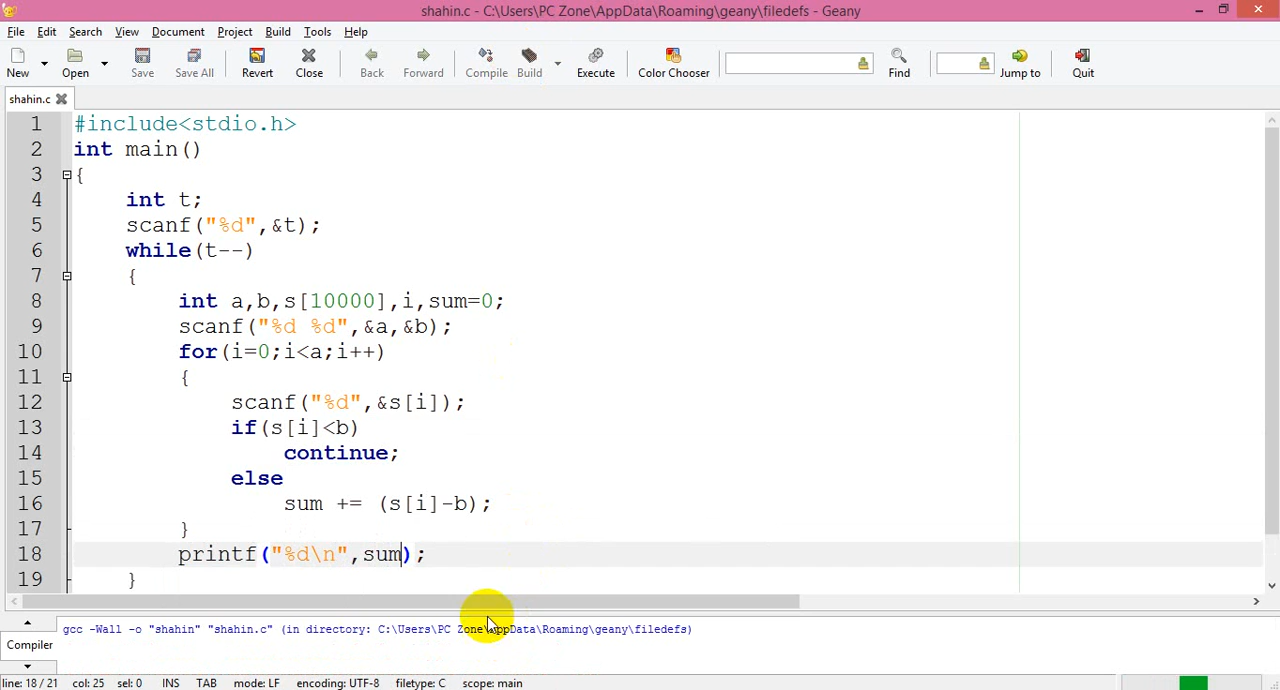 shahin.c - C:\Users\PC Zone\AppData\Roaming\geany\filedefs - Geany
File Edit Search View Document Project Build Tools Help
New Open Save Save All Revert Close Back Forward Compile Build Execute Color Chooser Find Jump to Quit
shahin.c
1 #include<stdio.h>
2 int main()
3 {
4 int t;
5 scanf("%d",&t);
6 while(t--)
7 {
8 int a,b,s[10000],i,sum=0;
9 scanf("%d %d",&a,&b);
10 for(i=0;i<a;i++)
11 {
12 scanf("%d",&s[i]);
13 if(s[i]<b)
14 continue;
15 else
16 sum += (s[i]-b);
17 }
18 printf("%d\n",sum);
19 }
gcc -Wall -o "shahin" "shahin.c" (in directory: C:\Users\PC Zone\AppData\Roaming\geany\filedefs)
Compiler
line: 18 / 21 col: 25 sel: 0 INS TAB mode: LF encoding: UTF-8 filetype: C scope: main